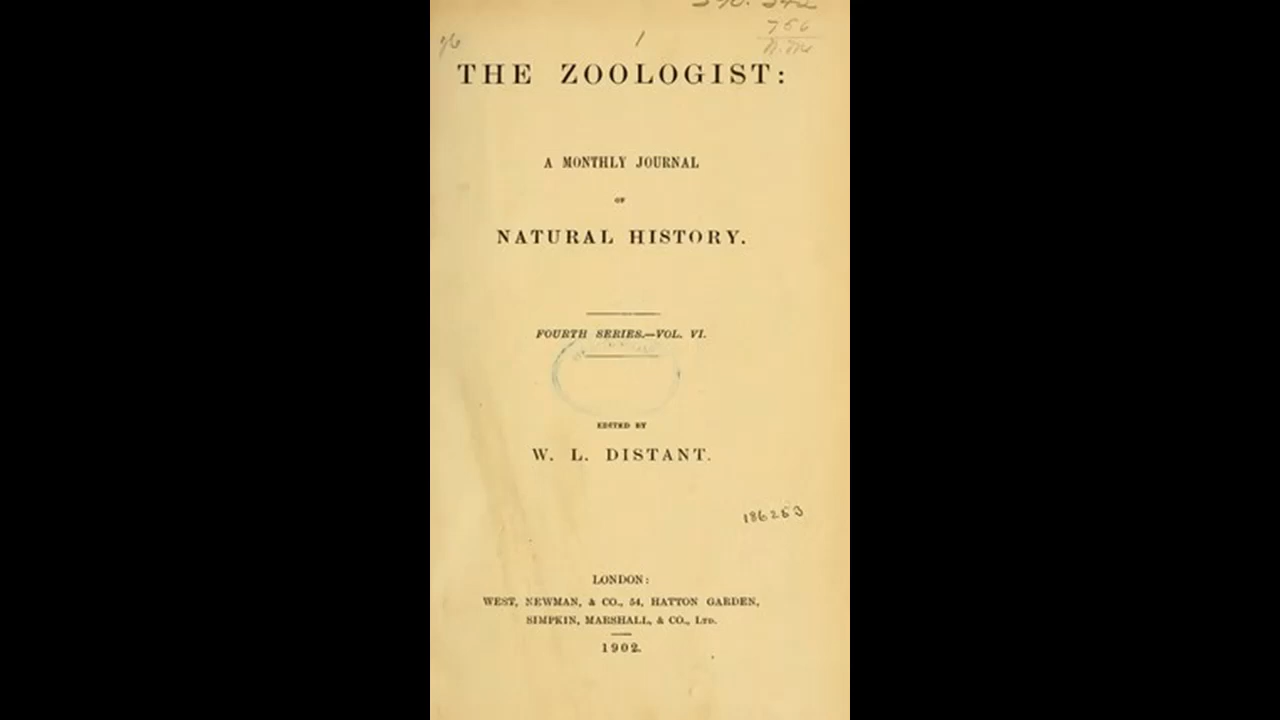 THE ZOOLOGIST:
A MONTHLY JOURNAL
OF
NATURAL HISTORY.
FOURTH SERIES.—VOL. VI.
EDITED BY
W. L. DISTANT.
186263
LONDON:
WEST, NEWMAN, & CO., 54, HATTON GARDEN,
SIMPKIN, MARSHALL, & CO., LTD.
1902.